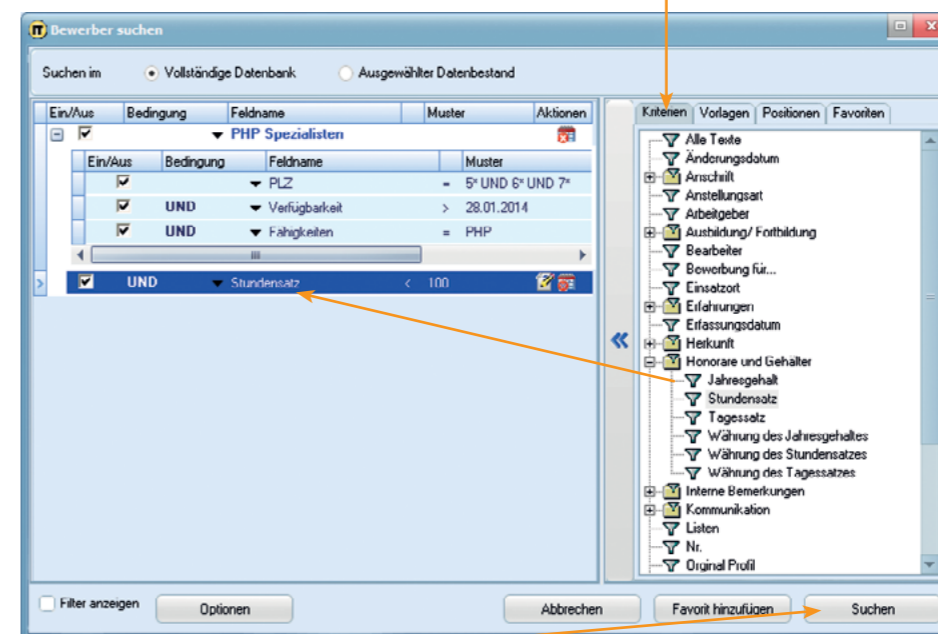 Bewerber suchen
Suchen im Vollständige Datenbank Ausgewählter Datenbestand
Ein/Aus Bedingung Feldname Muster Aktionen
PHP Spezialisten
Ein/Aus Bedingung Feldname Muster
PLZ = 5* UND 6* UND 7*
UND Verfügbarkeit > 28.01.2014
UND Fähigkeiten = PHP
UND Stundensatz < 100
Kriterien Vorlagen Positionen Favoriten
Alle Texte
Änderungsdatum
Anschrift
Anstellungsart
Arbeitgeber
Ausbildung/ Fortbildung
Bearbeiter
Bewerbung für...
Einsatzort
Erfahrungen
Erfassungsdatum
Herkunft
Honorare und Gehälter
Jahresgehalt
Stundensatz
Tagessatz
Währung des Jahresgehaltes
Währung des Stundensatzes
Währung des Tagessatzes
Interne Bemerkungen
Kommunikation
Listen
Nr.
Orginal Profil
Filter anzeigen Optionen Abbrechen Favorit hinzufügen Suchen